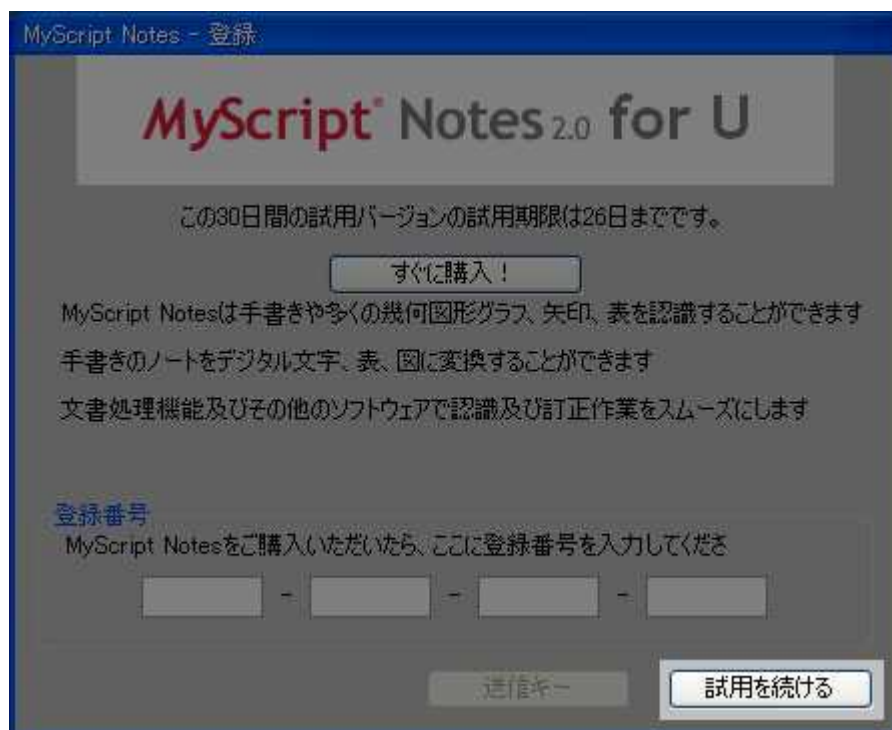 MyScript Notes - 登録
MyScript® Notes 2.0 for U
この30日間の試用バージョンの試用期限は26日までです。
すぐに購入！
MyScript Notesは手書きや多くの幾何図形グラフ、矢印、表を認識することができます
手書きのノートをデジタル文字、表、図に変換することができます
文書処理機能及びその他のソフトウェアで認識及び訂正作業をスムーズにします
登録番号
MyScript Notesをご購入いただいたら、ここに登録番号を入力してくださ
- - -
送信キー 試用を続ける